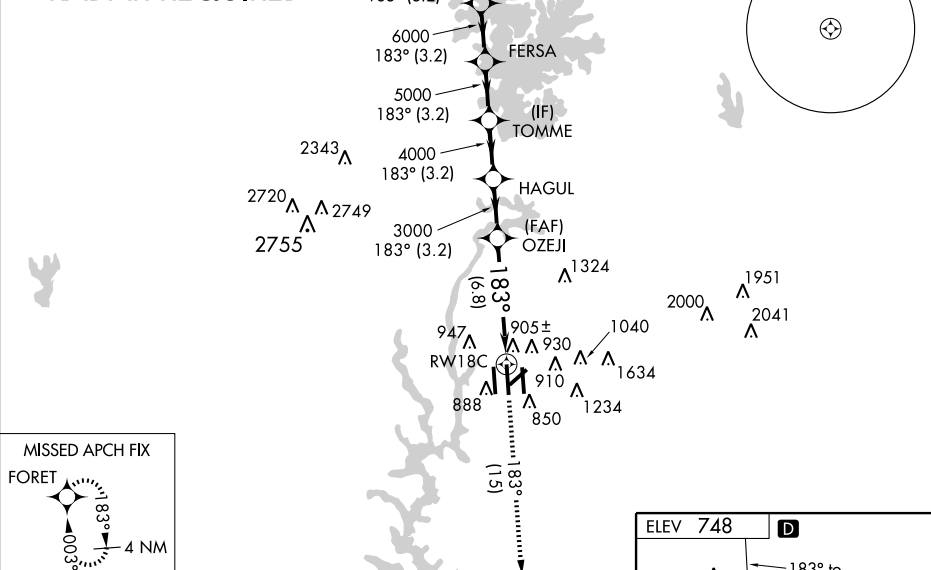 6000
183° (3.2)
FERSA
5000
183° (3.2)
(IF)
TOMME
4000
183° (3.2)
HAGUL
3000
183° (3.2)
(FAF)
OZEJI
2343
2720
2749
2755
183°
(6.8)
1324
1951
2000
2041
947
905±
930
1040
RW18C
910
1634
888
850
1234
183°
(15)
MISSED APCH FIX
FORET
183°
4 NM
003°
ELEV 748
D
183° to